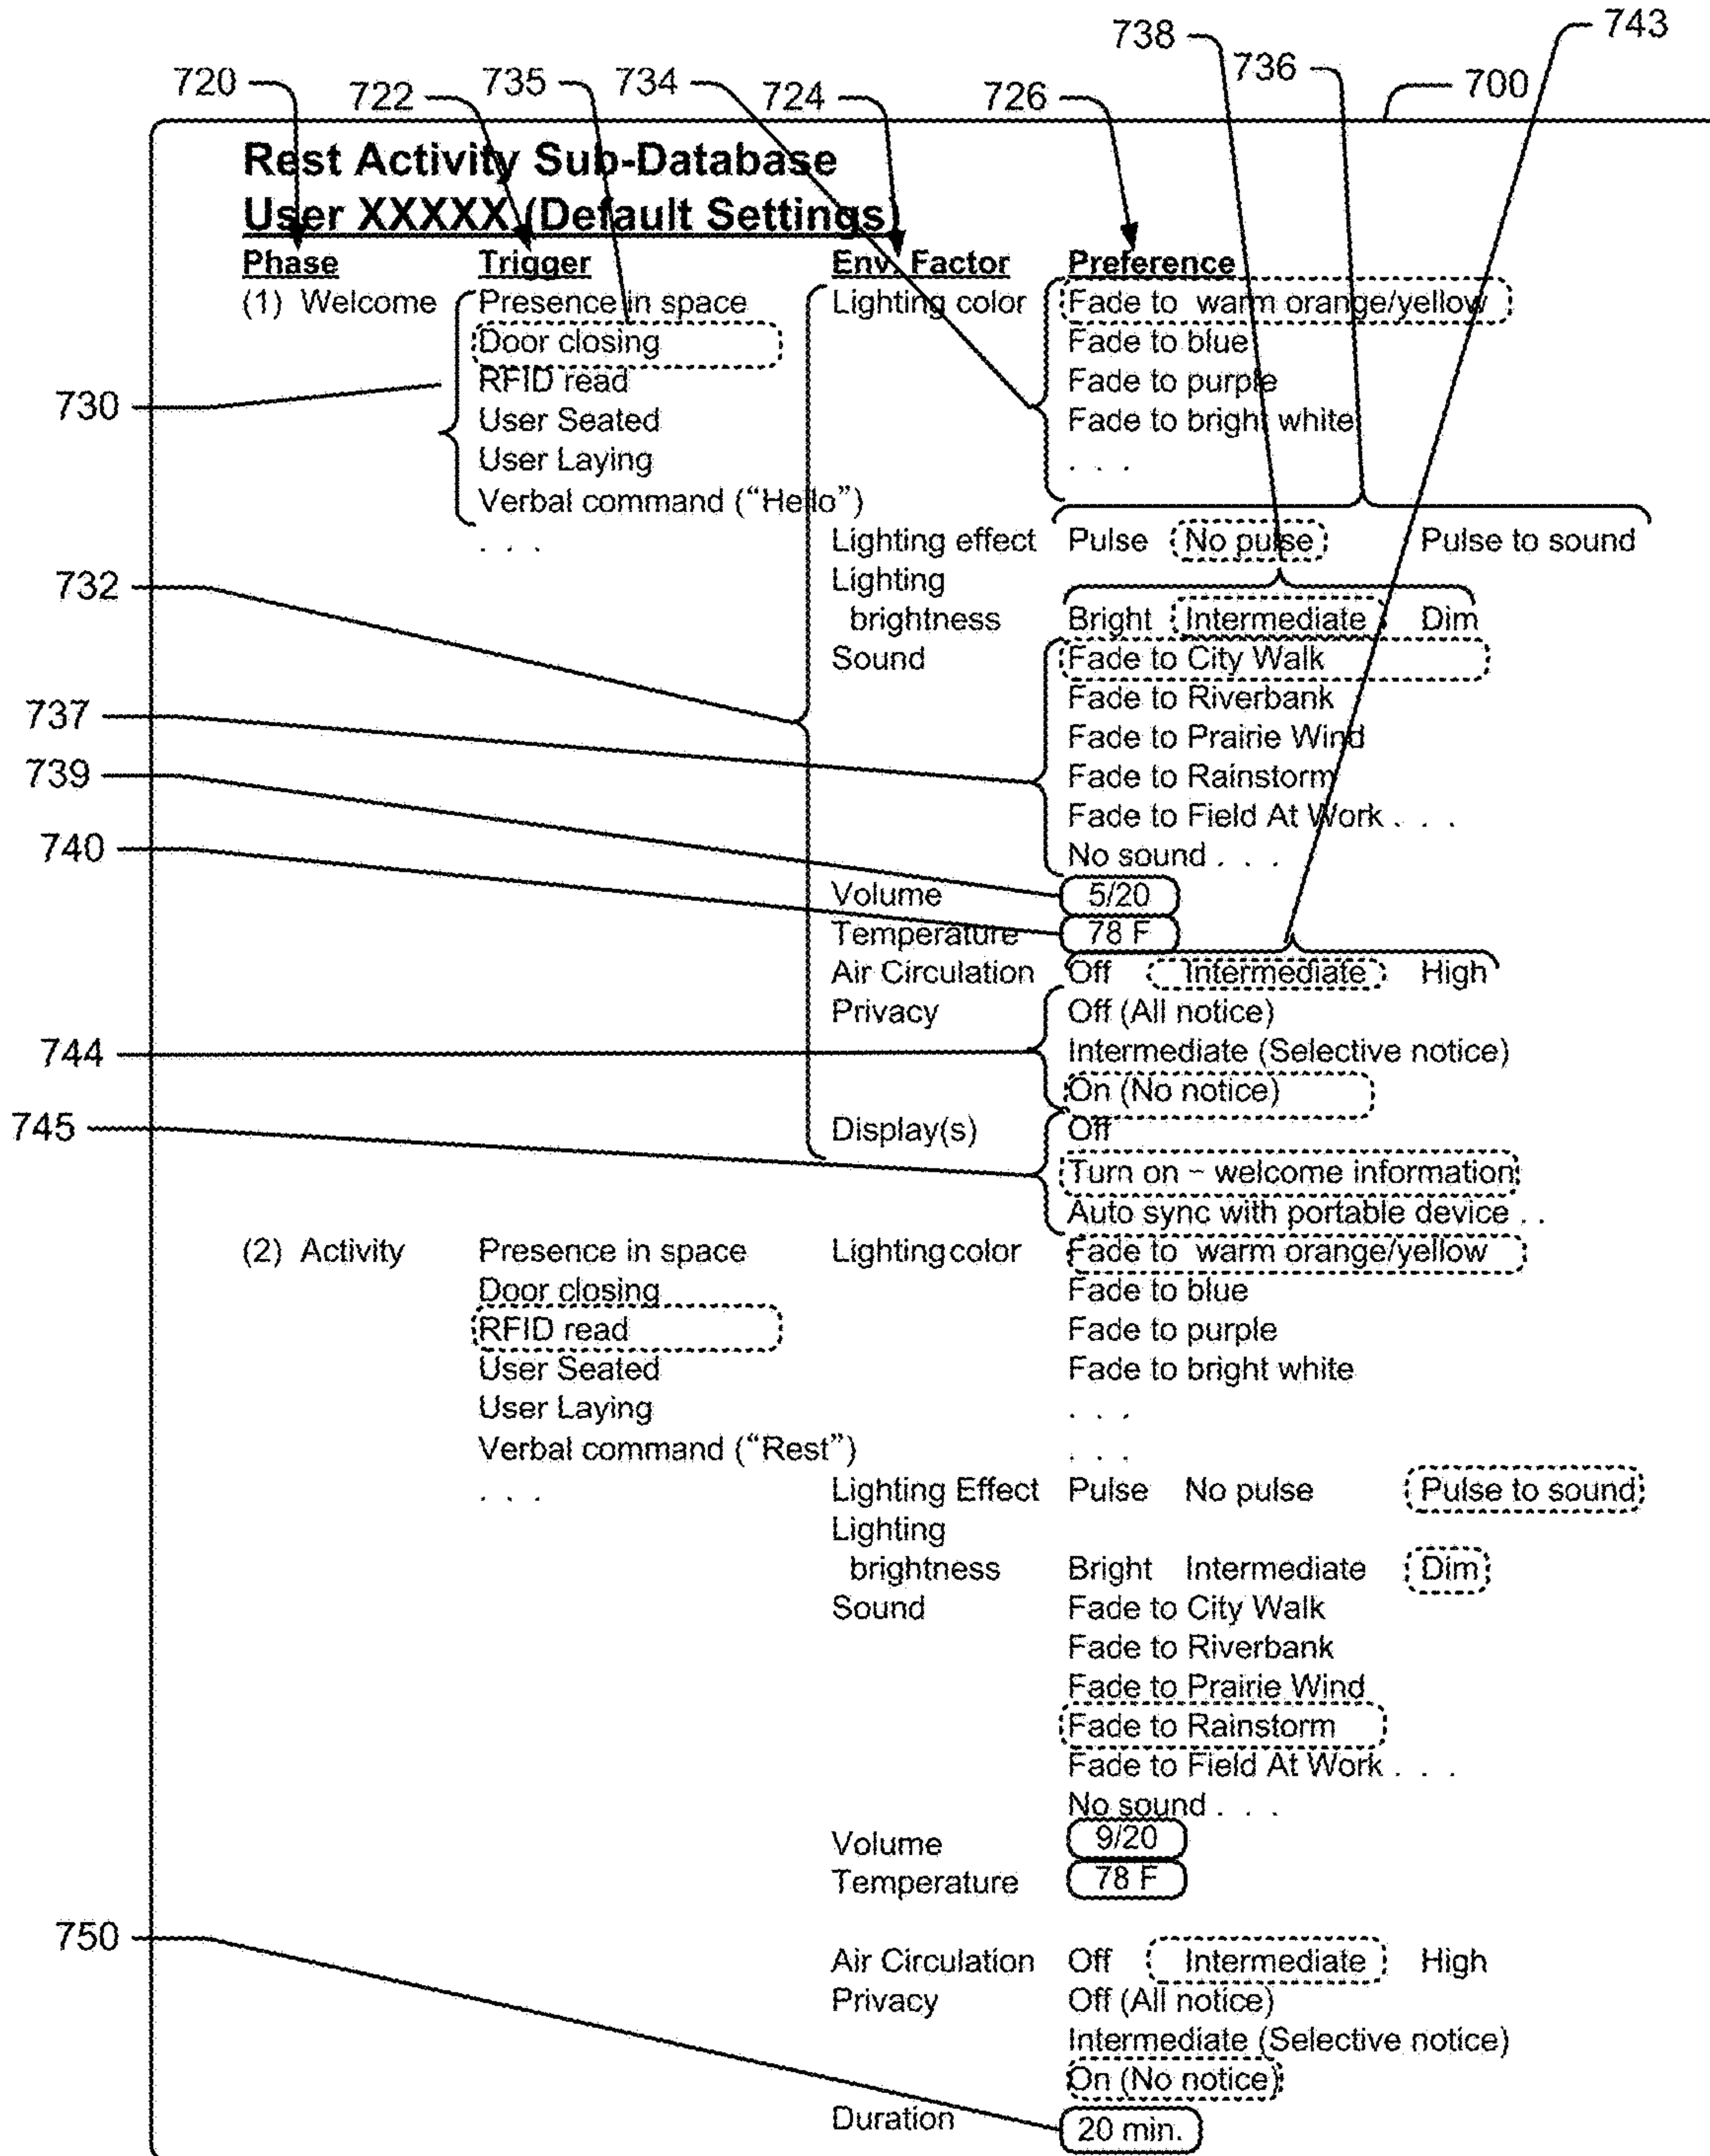 743
738
736
720 722 735 734 724 726 700
Rest Activity Sub-Database
User XXXXX (Default Settings)
Phase Trigger Env. Factor Preference
(1) Welcome Presence in space Lighting color Fade to warm orange/yellow
Door closing Fade to blue
RFID read Fade to purple
730 User Seated Fade to bright white
User Laying . . .
Verbal command (“Hello”)
. . . Lighting effect Pulse No pulse Pulse to sound
732 Lighting
brightness Bright Intermediate Dim
Sound Fade to City Walk
Fade to Riverbank
737 Fade to Prairie Wind
739 Fade to Rainstorm
Fade to Field At Work . . .
740 No sound . . .
Volume 5/20
Temperature 78 F
Air Circulation Off Intermediate High
Privacy Off (All notice)
744 Intermediate (Selective notice)
On (No notice)
745 Display(s) Off
Turn on – welcome information
Auto sync with portable device . .
(2) Activity Presence in space Lighting color Fade to warm orange/yellow
Door closing Fade to blue
RFID read Fade to purple
User Seated Fade to bright white
User Laying . . .
Verbal command (“Rest”) . . .
. . . Lighting Effect Pulse No pulse Pulse to sound
Lighting
brightness Bright Intermediate Dim
Sound Fade to City Walk
Fade to Riverbank
Fade to Prairie Wind
Fade to Rainstorm
Fade to Field At Work . . .
No sound . . .
Volume 9/20
Temperature 78 F
750 Air Circulation Off Intermediate High
Privacy Off (All notice)
Intermediate (Selective notice)
On (No notice)
Duration 20 min.